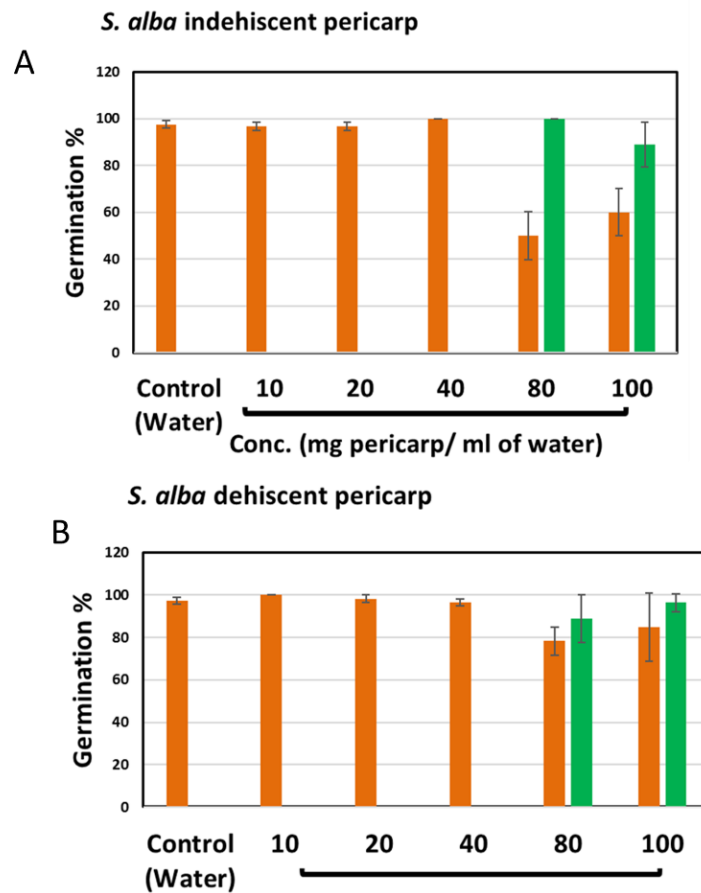 S. alba indehiscent pericarp
A
120
100
80
60
40
20
0
Germination %
Control 10 20 40 80 100
(Water)
Conc. (mg pericarp/ ml of water)
S. alba dehiscent pericarp
B
120
100
80
60
40
20
0
Germination %
Control 10 20 40 80 100
(Water)